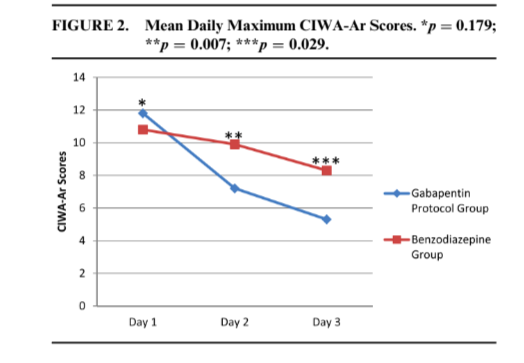 FIGURE 2. Mean Daily Maximum CIWA-Ar Scores. *p = 0.179;
**p = 0.007; ***p = 0.029.
14
12
10
8
6
4
2
0
CIWA-Ar Scores
*
**
***
Day 1
Day 2
Day 3
Gabapentin
Protocol Group
Benzodiazepine
Group